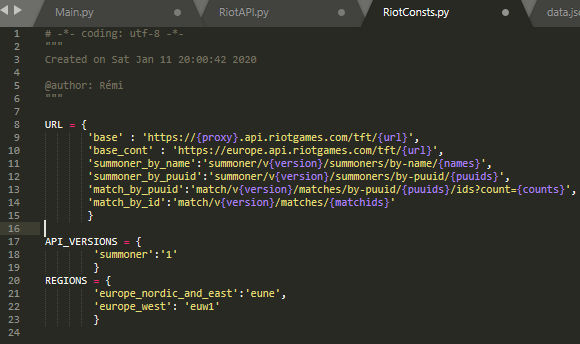 Main.py RiotAPI.py RiotConsts.py data.js
1 # -*- coding: utf-8 -*-
2 """
3 Created on Sat Jan 11 20:00:42 2020
4
5 @author: Rémi
6 """
7
8 URL = {
9 'base' : 'https://{proxy}.api.riotgames.com/tft/{url}',
10 'base_cont' : 'https://europe.api.riotgames.com/tft/{url}',
11 'summoner_by_name':'summoner/v{version}/summoners/by-name/{names}',
12 'summoner_by_puuid':'summoner/v{version}/summoners/by-puuid/{puuids}',
13 'match_by_puuid':'match/v{version}/matches/by-puuid/{puuids}/ids?count={counts}',
14 'match_by_id':'match/v{version}/matches/{matchids}'
15 }
16
17 API_VERSIONS = {
18 'summoner':'1'
19 }
20 REGIONS = {
21 'europe_nordic_and_east':'eune',
22 'europe_west': 'euw1'
23 }
24